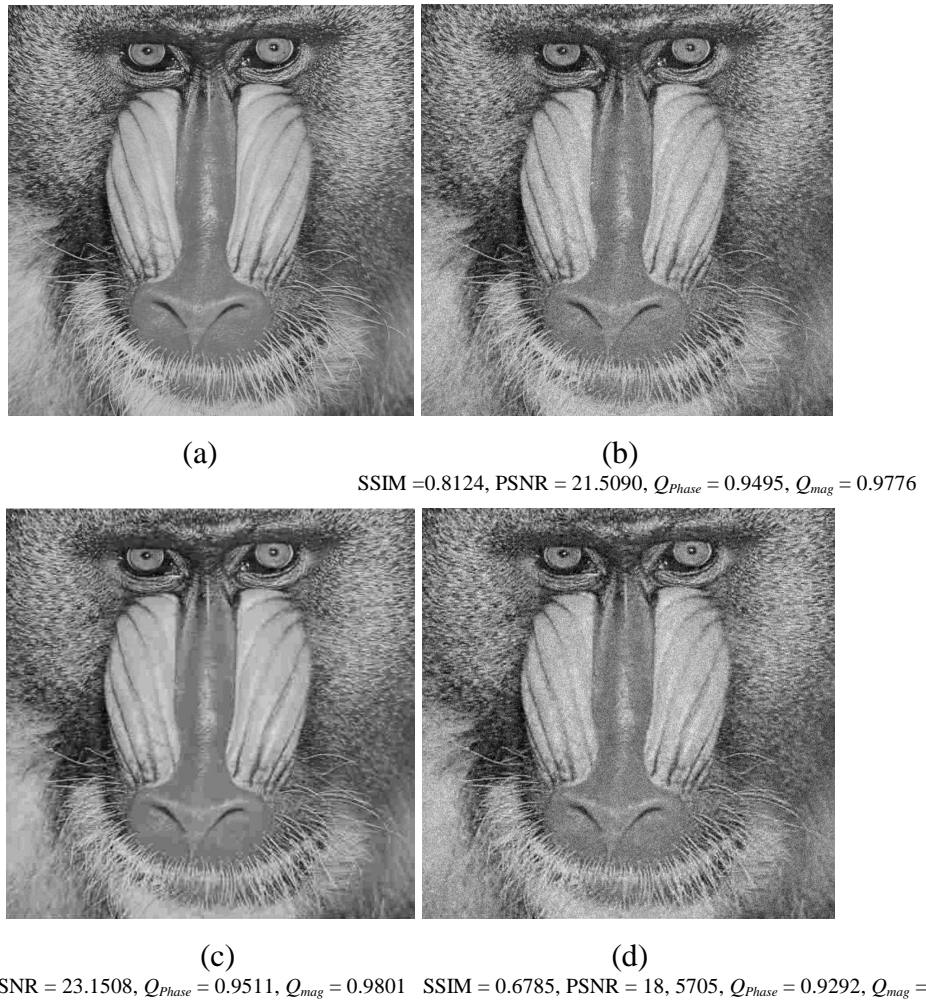 (a) (b)
SSIM =0.8124, PSNR = 21.5090, Q_Phase = 0.9495, Q_mag = 0.9776
(c) (d)
SNR = 23.1508, Q_Phase = 0.9511, Q_mag = 0.9801 SSIM = 0.6785, PSNR = 18, 5705, Q_Phase = 0.9292, Q_mag =